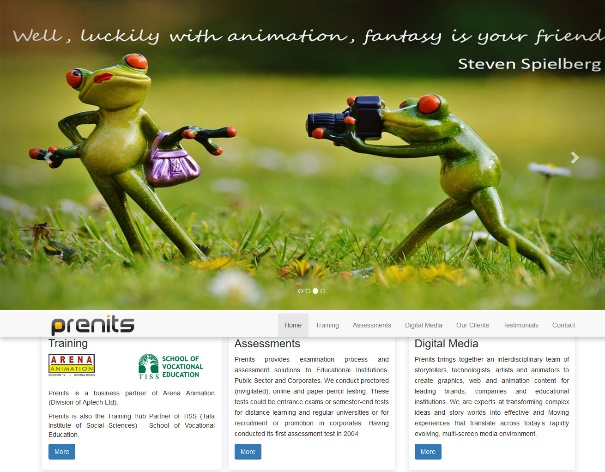 Well, luckily with animation, fantasy is your friend
Steven Spielberg
prenits
Home Training Assessments Digital Media Our Clients Testimonials Contact
Training
ARENA
ANIMATION
TISS
SCHOOL OF
VOCATIONAL
EDUCATION
Prenits is a business partner of Arena Animation
(Division of Aptech Ltd).
Prenits is also the Training Hub Partner of TISS (Tata
Institute of Social Sciences) School of Vocational
Education.
More
Assessments
Prenits provides examination process and
assessment solutions to Educational Institutions,
Public Sector and Corporates. We conduct proctored
(invigilated), online and paper-pencil testing. These
tests could be entrance exams or semester-end tests
for distance learning and regular universities or for
recruitment or promotion in corporates. Having
conducted its first assessment test in 2004
More
Digital Media
Prenits brings together an interdisciplinary team of
storytellers, technologists, artists and animators to
create graphics, web and animation content for
leading brands, companies and educational
institutions. We are experts at transforming complex
ideas and story worlds into effective and Moving
experiences that translate across today's rapidly
evolving, multi-screen media environment.
More